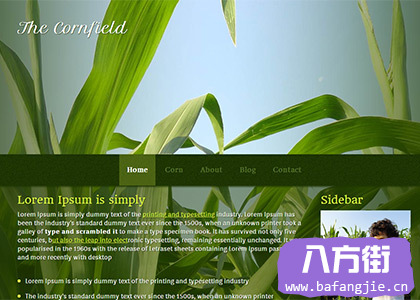 The Cornfield
Home Corn About Blog Contact
Lorem Ipsum is simply
Lorem Ipsum is simply dummy text of the printing and typesetting industry. Lorem Ipsum has
been the industry's standard dummy text ever since the 1500s, when an unknown printer took a
galley of type and scrambled it to make a type specimen book. It has survived not only five
centuries, but also the leap into electronic typesetting, remaining essentially unchanged. It was
popularised in the 1960s with the release of Letraset sheets containing Lorem Ipsum passages,
and more recently with desktop
Lorem Ipsum is simply dummy text of the printing and typesetting
industry's standard dummy text ever since the 1500s, when an unknown printer
Sidebar
八方街
www.bafangjie.cn